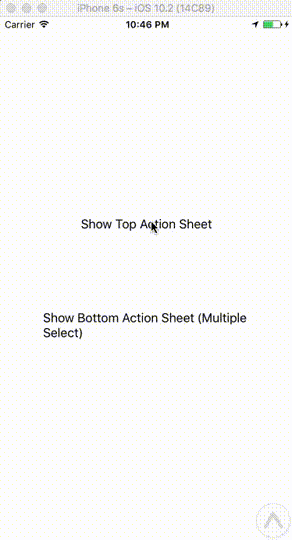 iPhone 6s – iOS 10.2 (14C89)
Carrier 10:46 PM
Show Top Action Sheet
Show Bottom Action Sheet (Multiple
Select)